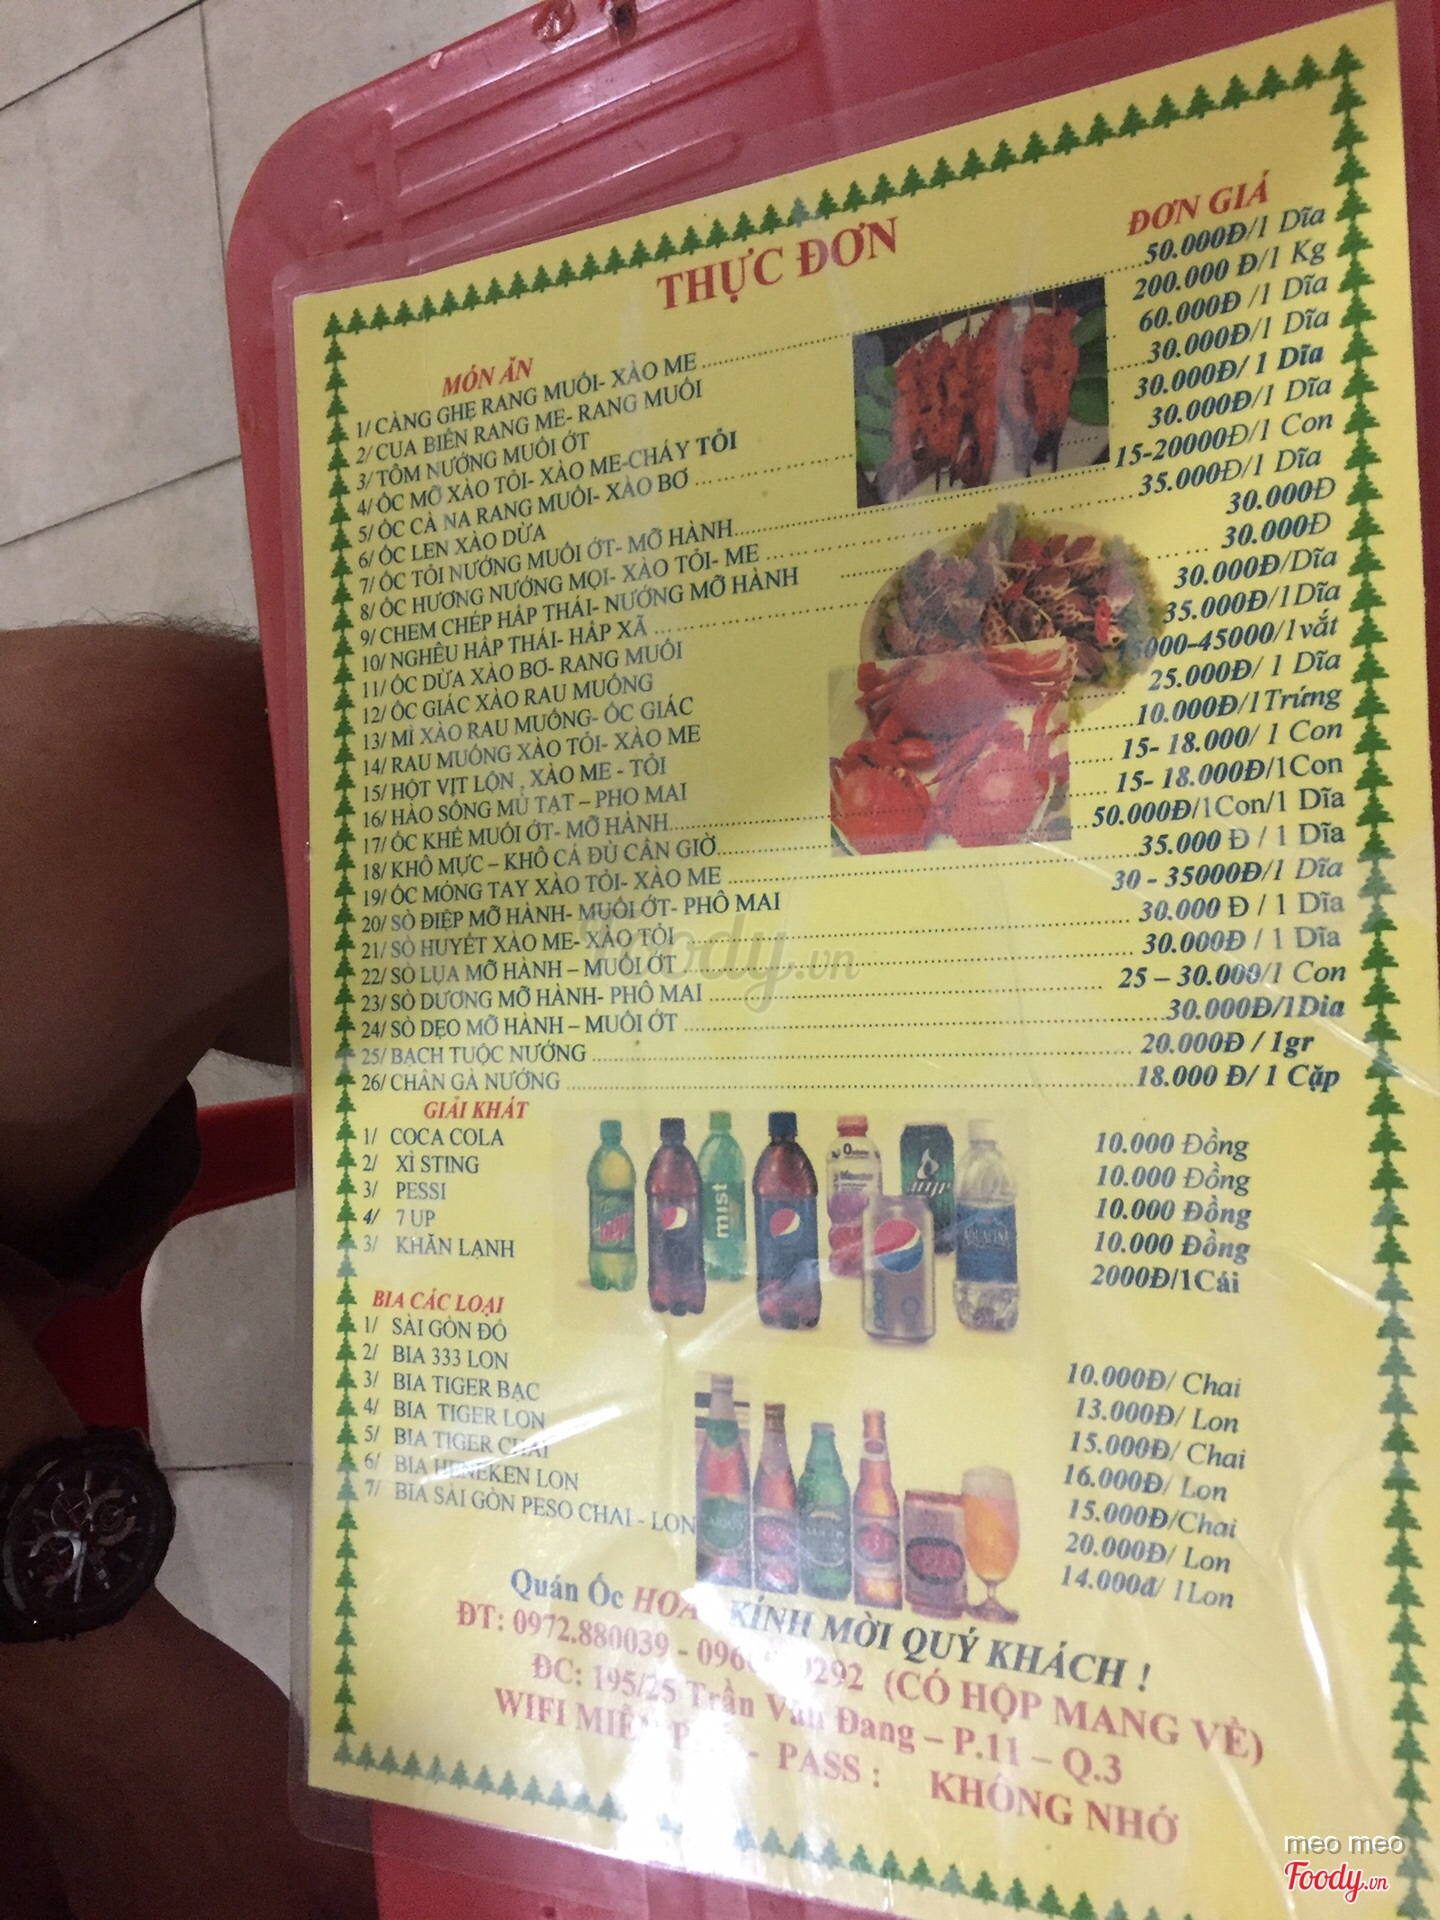 THỰC ĐƠN
MÓN ĂN ĐƠN GIÁ
1/ CÀNG GHẸ RANG MUỐI- XÀO ME 50.000Đ/1 Dĩa
2/ CUA BIỂN RANG ME- RANG MUỐI 200.000 Đ/1 Kg
3/ TÔM NƯỚNG MUỐI ỚT 60.000Đ /1 Dĩa
4/ ỐC MỠ XÀO TỎI- XÀO ME-CHÁY TỎI 30.000Đ/1 Dĩa
5/ ỐC CÀ NA RANG MUỐI- XÀO BƠ 30.000Đ/ 1 Dĩa
6/ ỐC LEN XÀO DỪA 30.000Đ/1 Dĩa
7/ ỐC TỎI NƯỚNG MUỐI ỚT- MỠ HÀNH 15-20000Đ/1 Con
8/ ỐC HƯƠNG NƯỚNG MỌI- XÀO TỎI- ME 35.000Đ/1 Dĩa
9/ CHEM CHÉP HẤP THÁI- NƯỚNG MỠ HÀNH 30.000Đ
10/ NGHÊU HẤP THÁI- HẤP XÃ 30.000Đ
11/ ỐC DỪA XÀO BƠ- RANG MUỐI 30.000Đ/Dĩa
12/ ỐC GIÁC XÀO RAU MUỐNG 35.000Đ/1Dĩa
13/ MÌ XÀO RAU MUỐNG- ỐC GIÁC 000-45000/1vắt
14/ RAU MUỐNG XÀO TỎI- XÀO ME 25.000Đ/ 1 Dĩa
15/ HỘT VỊT LỘN , XÀO ME - TỎI 10.000Đ/1Trứng
16/ HÀO SỐNG MÙ TẠT – PHO MAI 15- 18.000/ 1 Con
17/ ỐC KHẾ MUỐI ỚT- MỠ HÀNH 15- 18.000Đ/1Con
18/ KHÔ MỰC – KHÔ CÁ ĐÙ CẦN GIỜ 50.000Đ/1Con/1 Dĩa
19/ ỐC MÓNG TAY XÀO TỎI- XÀO ME 35.000 Đ / 1 Dĩa
20/ SÒ ĐIỆP MỠ HÀNH- MUỐI ỚT- PHÔ MAI 30 - 35000Đ/1 Dĩa
21/ SÒ HUYẾT XÀO ME- XÀO TỎI 30.000 Đ / 1 Dĩa
22/ SÒ LỤA MỠ HÀNH – MUỐI ỚT 30.000Đ / 1 Dĩa
23/ SÒ DƯƠNG MỠ HÀNH- PHÔ MAI 25 – 30.000/1 Con
24/ SÒ DẸO MỠ HÀNH – MUỐI ỚT 30.000Đ/1Dia
25/ BẠCH TUỘC NƯỚNG 20.000Đ / 1gr
26/ CHÂN GÀ NƯỚNG 18.000 Đ/ 1 Cặp
GIẢI KHÁT
1/ COCA COLA 10.000 Đồng
2/ XÌ STING 10.000 Đồng
3/ PESSI 10.000 Đồng
4/ 7 UP 10.000 Đồng
3/ KHĂN LẠNH 2000Đ/1Cái
BIA CÁC LOẠI
1/ SÀI GÒN ĐỎ 10.000Đ/ Chai
2/ BIA 333 LON 13.000Đ/ Lon
3/ BIA TIGER BẠC 15.000Đ/ Chai
4/ BIA TIGER LON 16.000Đ/ Lon
5/ BIA TIGER CHAI 15.000Đ/Chai
6/ BIA HENEKEN LON 20.000Đ/ Lon
7/ BIA SÀI GÒN PESO CHAI - LON 14.000đ/ 1Lon
Quán Ốc HOA KÍNH MỜI QUÝ KHÁCH !
ĐT: 0972.880039 - 0292 (CÓ HỘP MANG VỀ)
ĐC: 195/25 Trần Văn Đang – P.11 – Q.3
WIFI - PASS : KHÔNG NHỚ
Foody.vn
meo meo
Foody.vn